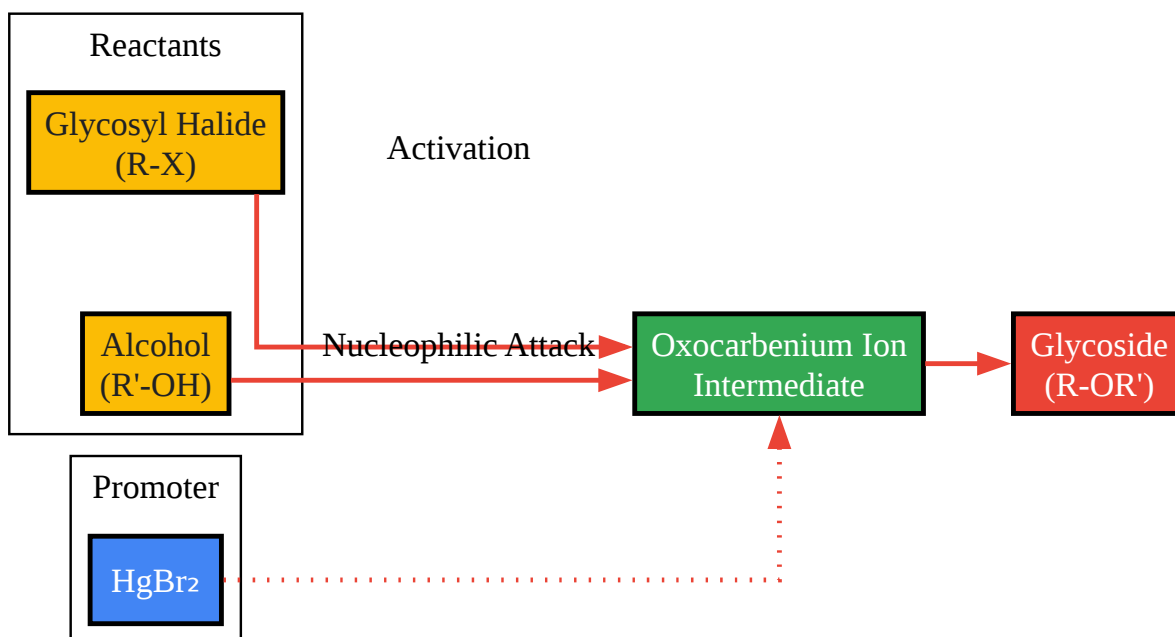 Reactants
Glycosyl Halide
(R-X)
Activation
Alcohol
(R'-OH)
Nucleophilic Attack
Oxocarbenium Ion
Intermediate
Glycoside
(R-OR')
Promoter
HgBr₂